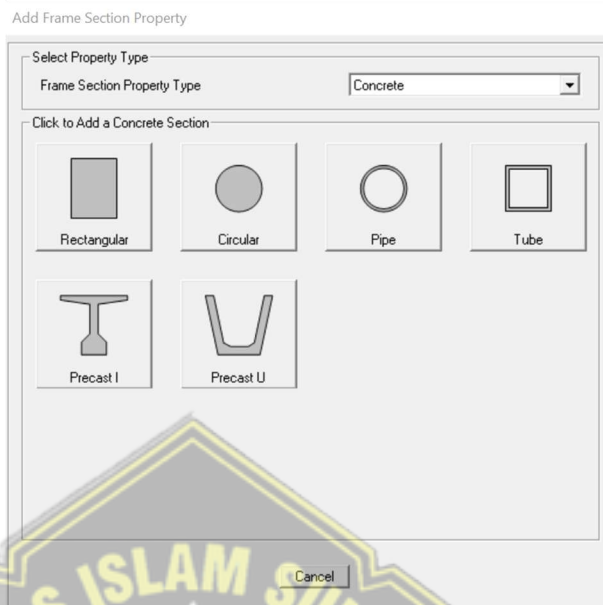 Add Frame Section Property
Select Property Type
Frame Section Property Type
Concrete
Click to Add a Concrete Section
Rectangular
Circular
Pipe
Tube
Precast I
Precast U
ISLAM
Cancel